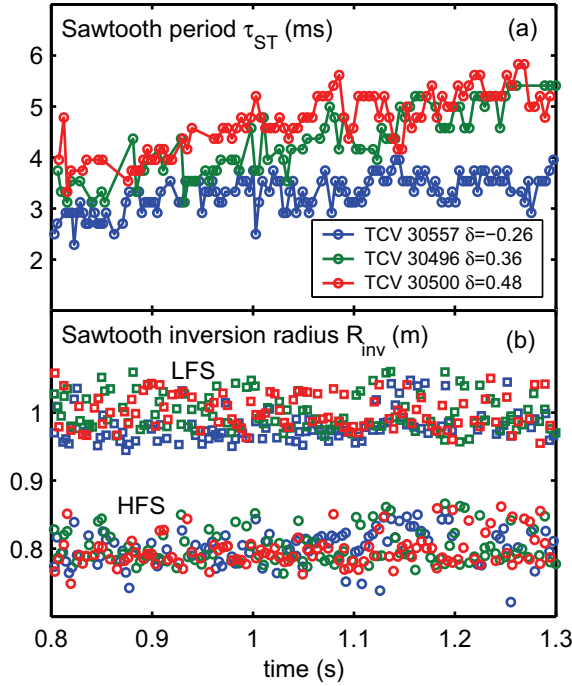 Sawtooth period τ_ST (ms)
(a)
6
5
4
3
2
TCV 30557 δ=−0.26
TCV 30496 δ=0.36
TCV 30500 δ=0.48
Sawtooth inversion radius R_inv (m)
(b)
LFS
1
0.9
HFS
0.8
0.8 0.9 1 1.1 1.2 1.3
time (s)